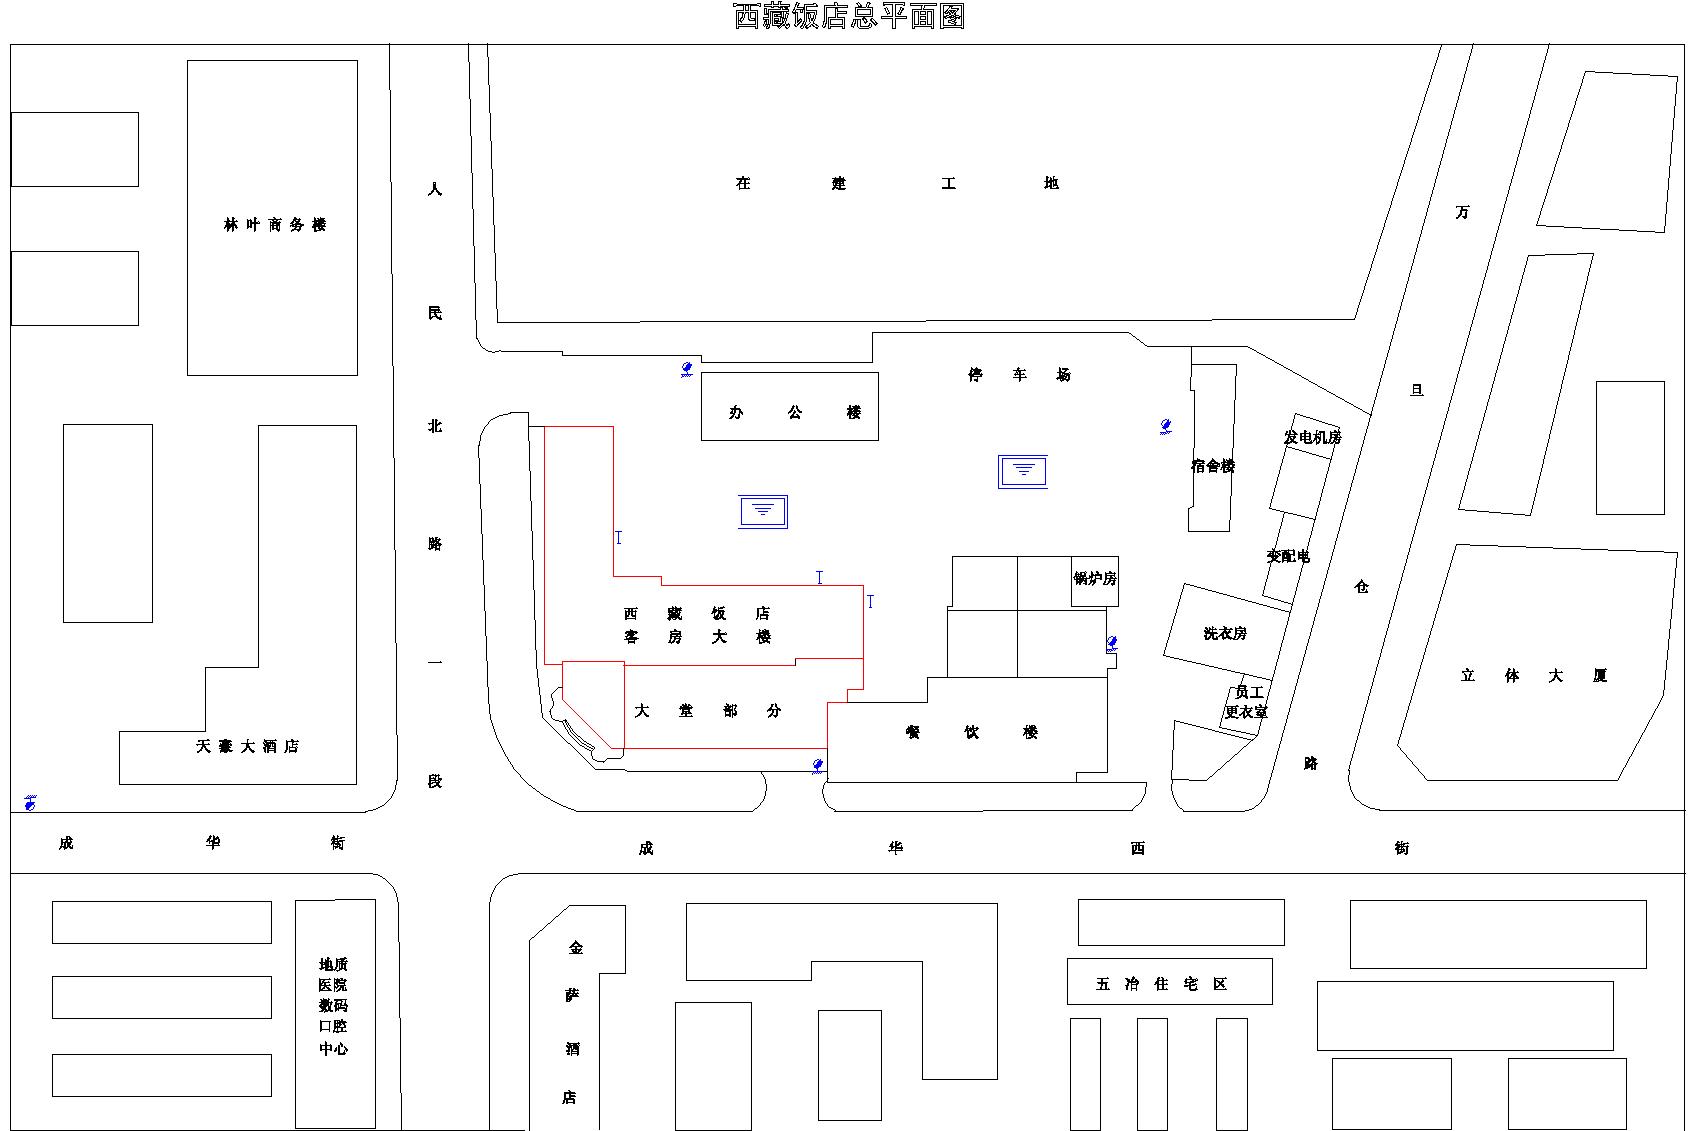 西藏饭店总平面图
在建工地
人民北路一段
万旦仓路
林叶商务楼
停车场
办公楼
发电机房
宿舍楼
变配电
锅炉房
西藏饭店
客房大楼
洗衣房
立体大厦
员工
更衣室
大堂部分
餐饮楼
天豪大酒店
成华街
成华西街
金萨酒店
地质
医院
数码
口腔
中心
五冶住宅区